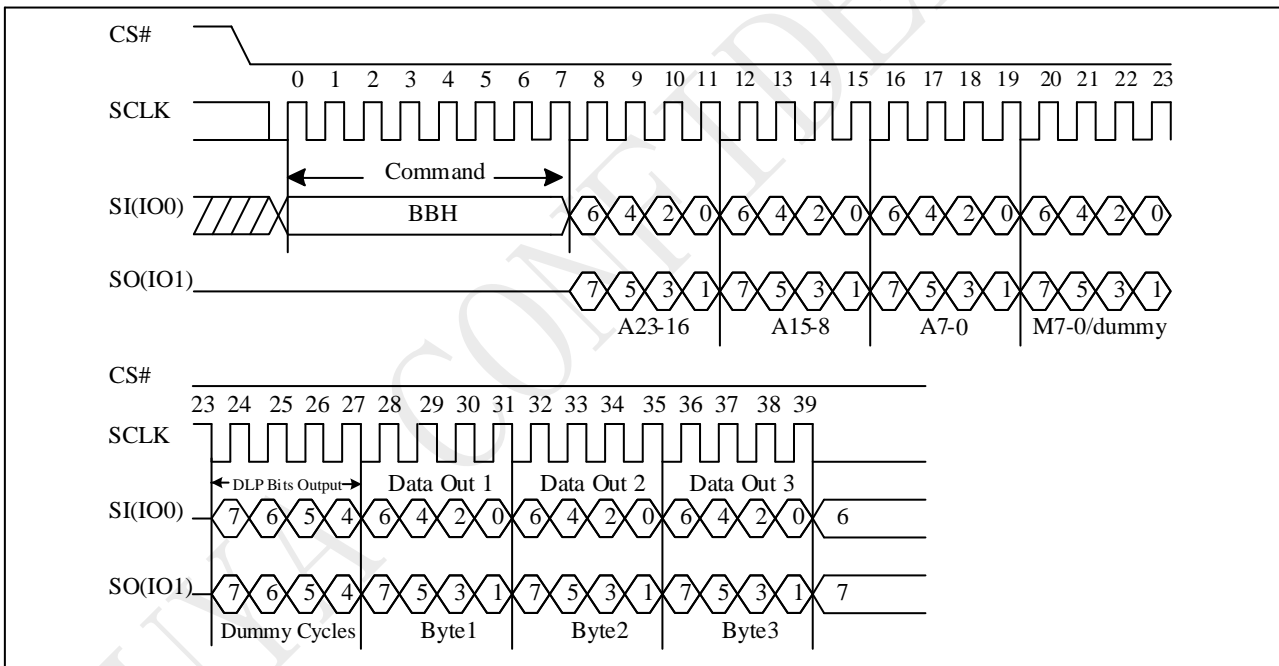 CS#
0 1 2 3 4 5 6 7 8 9 10 11 12 13 14 15 16 17 18 19 20 21 22 23
SCLK
Command
SI(IO0) BBH 6 4 2 0 6 4 2 0 6 4 2 0 6 4 2 0
SO(IO1) 7 5 3 1 7 5 3 1 7 5 3 1 7 5 3 1
A23-16 A15-8 A7-0 M7-0/dummy
CS#
23 24 25 26 27 28 29 30 31 32 33 34 35 36 37 38 39
SCLK
DLP Bits Output Data Out 1 Data Out 2 Data Out 3
SI(IO0) 7 6 5 4 6 4 2 0 6 4 2 0 6 4 2 0 6
SO(IO1) 7 6 5 4 7 5 3 1 7 5 3 1 7 5 3 1 7
Dummy Cycles Byte1 Byte2 Byte3